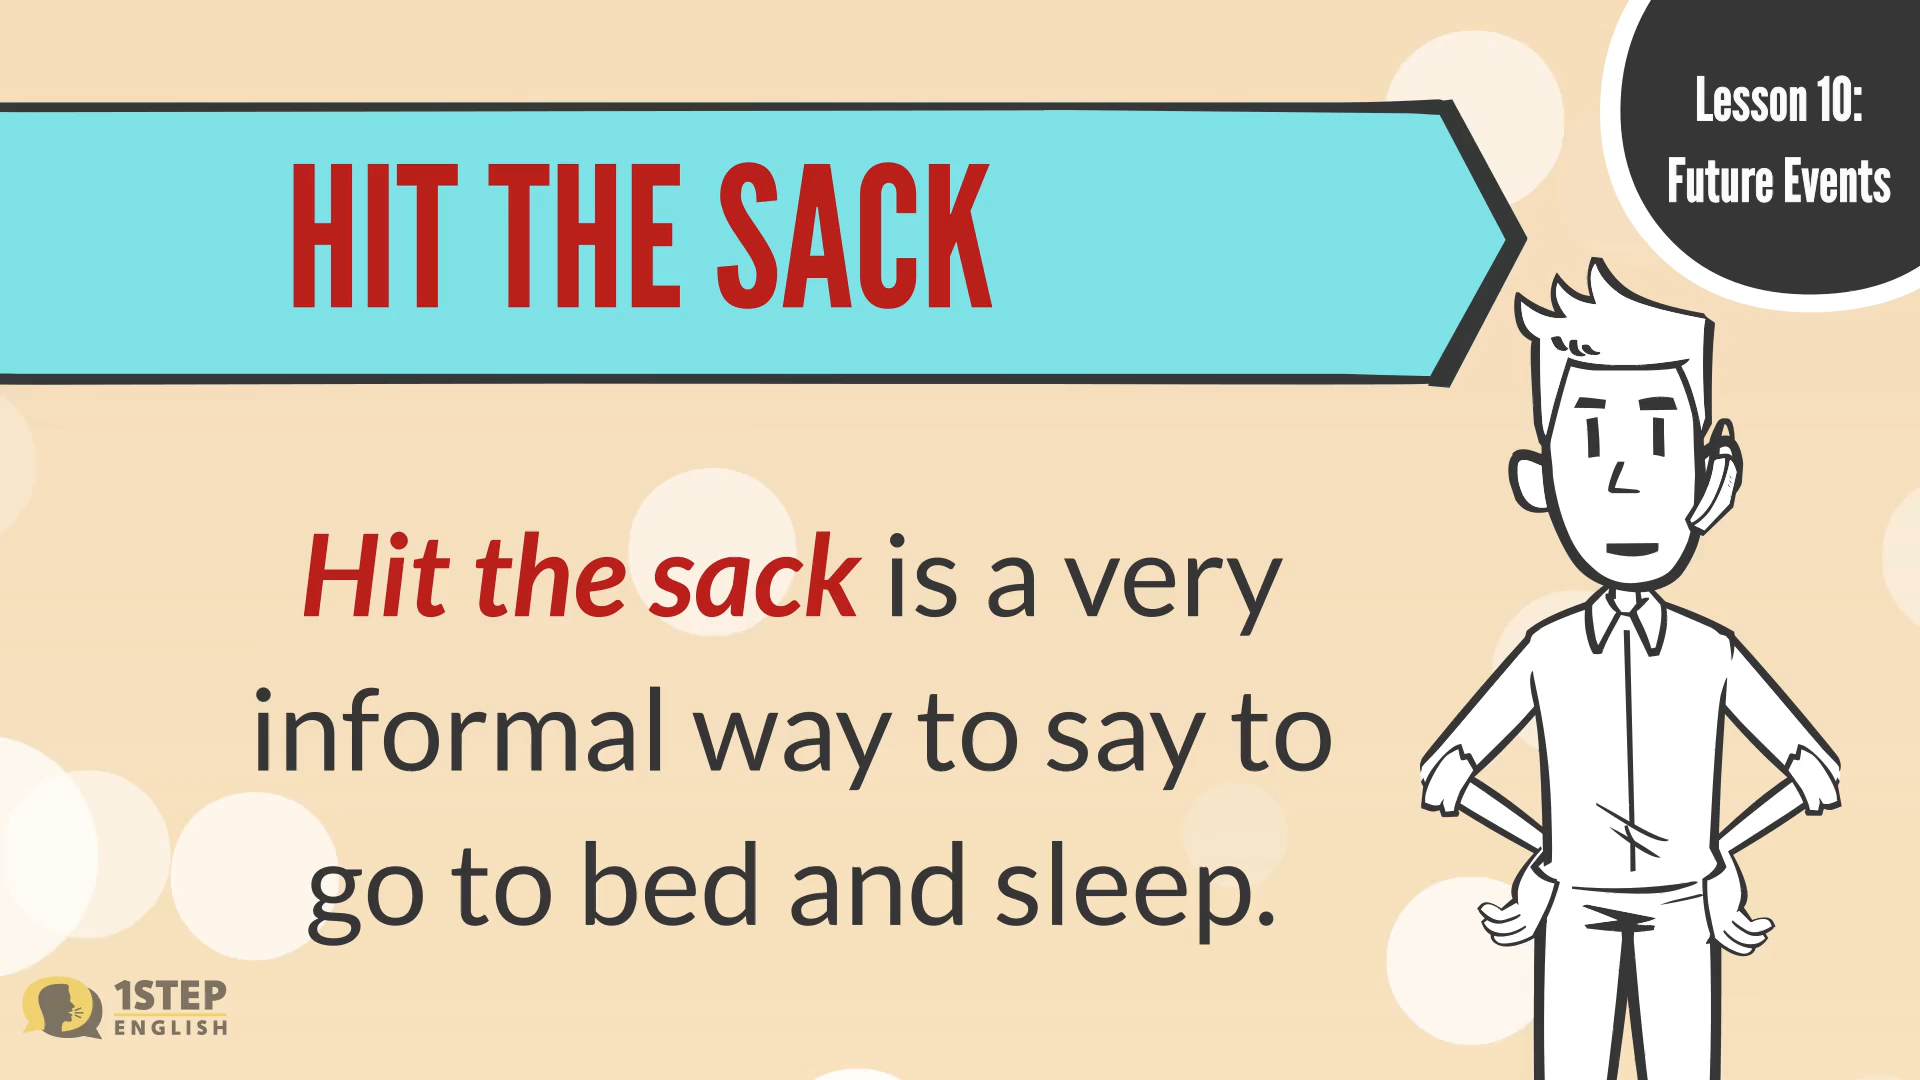 Lesson 10:
Future Events
HIT THE SACK
Hit the sack is a very
informal way to say to
go to bed and sleep.
1STEP
ENGLISH